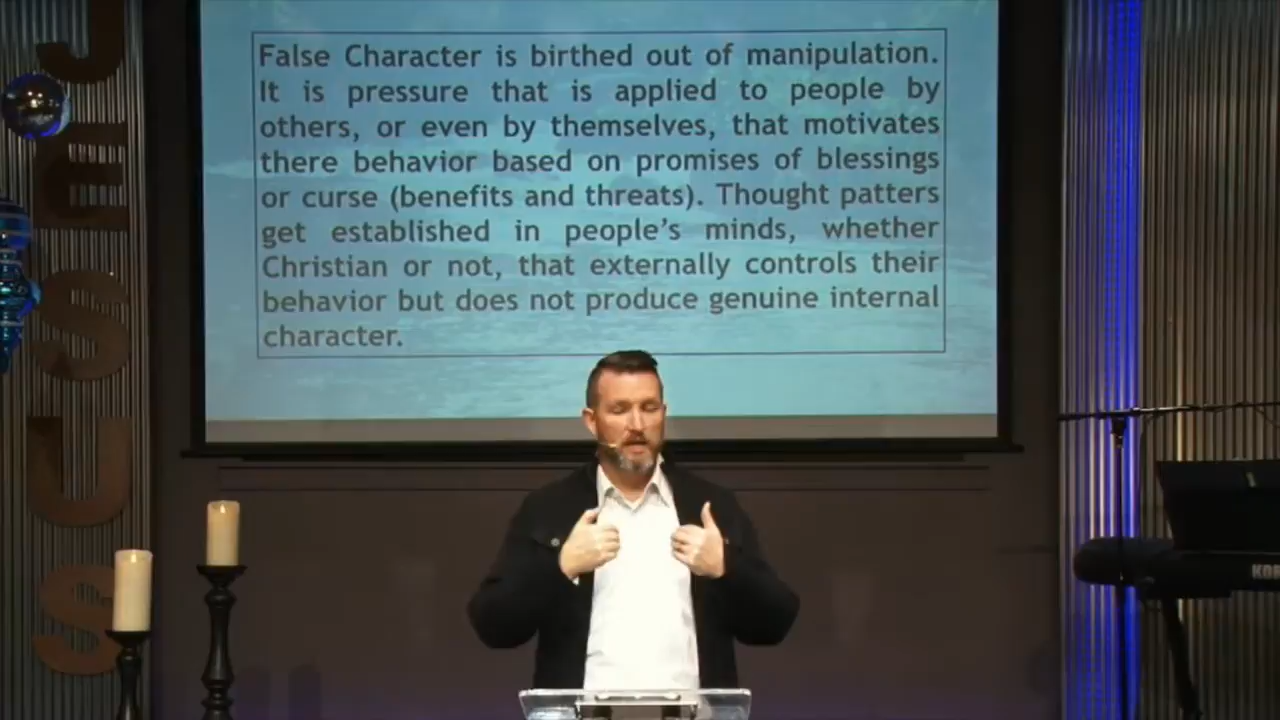 False Character is birthed out of manipulation.
It is pressure that is applied to people by
others, or even by themselves, that motivates
there behavior based on promises of blessings
or curse (benefits and threats). Thought patters
get established in people's minds, whether
Christian or not, that externally controls their
behavior but does not produce genuine internal
character.
JESUS
KOR